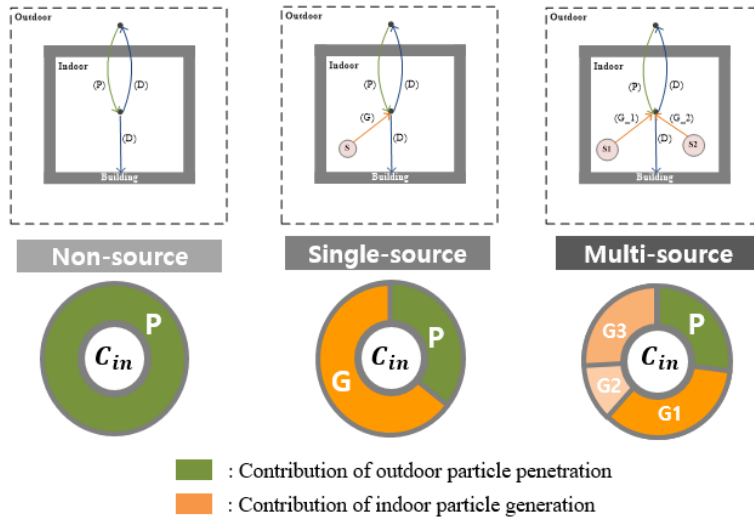 Outdoor
Indoor
(P)
(D)
(D)
Building
Outdoor
Indoor
(P)
(D)
(G)
(D)
S
Building
Outdoor
Indoor
(P)
(D)
(G_1)
(G_2)
(D)
S1
S2
Building
Non-source
Single-source
Multi-source
P
C_in
P
C_in
G
G3
P
C_in
G2
G1
: Contribution of outdoor particle penetration
: Contribution of indoor particle generation